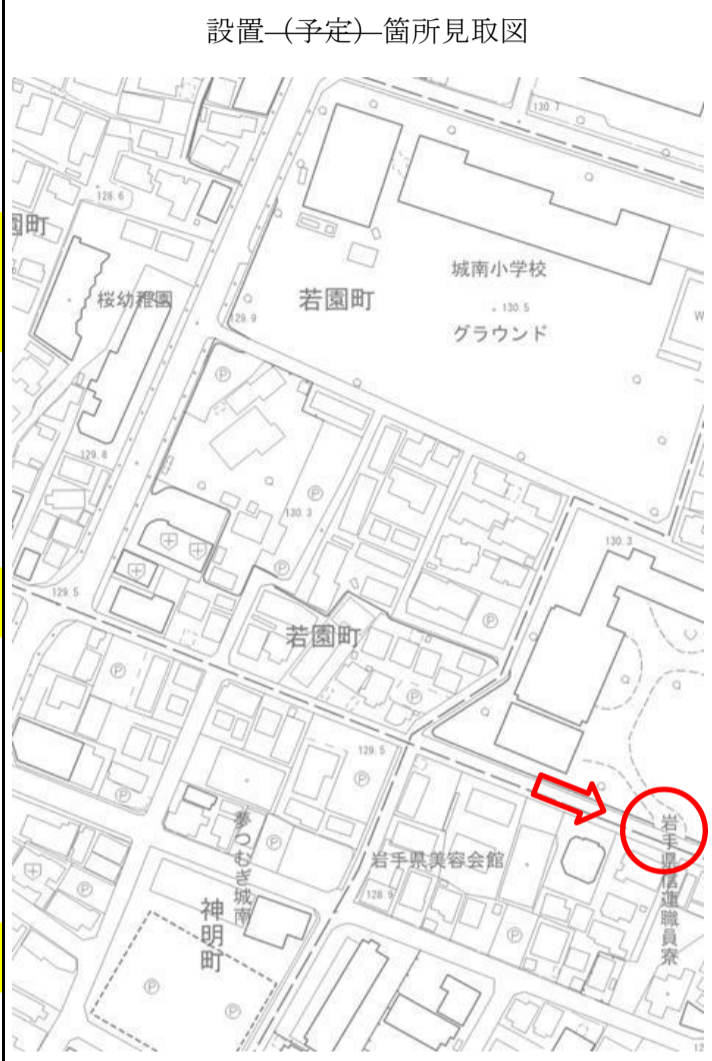 設置（予定）箇所見取図
130.7
128.6
園町
桜幼稚園
129.9
若園町
城南小学校
130.5
グラウンド
W
Ⓟ
129.8
130.3
Ⓟ
Ⓟ
130.3
129.5
Ⓟ
若園町
Ⓟ
Ⓟ
129.5
Ⓟ
Ⓟ
夢つむぎ城南
Ⓟ
岩手県美容会館
岩手県信連職員寮
Ⓟ
128.9
神明町
Ⓟ
Ⓟ
Ⓟ
12